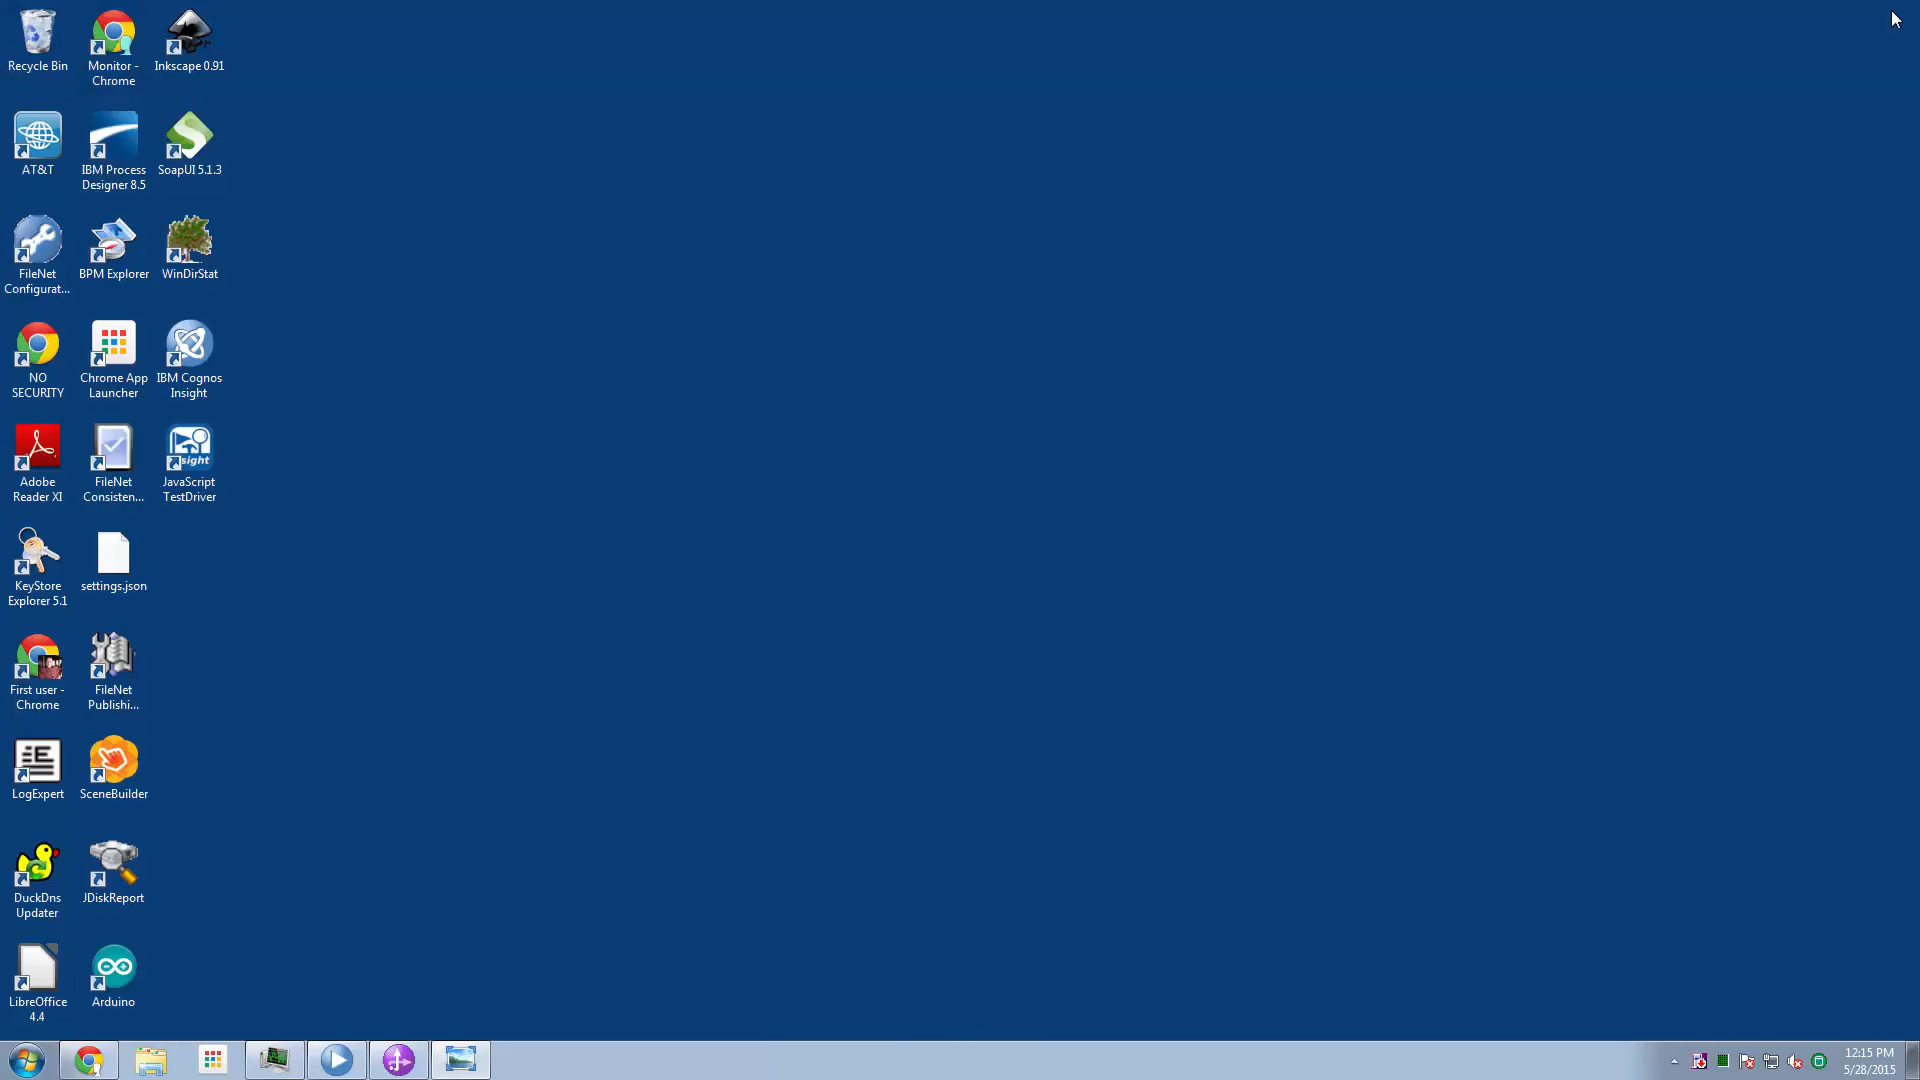 Recycle Bin
Monitor -
Chrome
Inkscape 0.91
AT&T
IBM Process
Designer 8.5
SoapUI 5.1.3
FileNet
Configurat...
BPM Explorer
WinDirStat
NO
SECURITY
Chrome App
Launcher
IBM Cognos
Insight
Adobe
Reader XI
FileNet
Consisten...
sight
JavaScript
TestDriver
KeyStore
Explorer 5.1
settings.json
First user -
Chrome
FileNet
Publishi...
LogExpert
SceneBuilder
DuckDns
Updater
JDiskReport
LibreOffice
4.4
Arduino
12:15 PM
5/28/2015